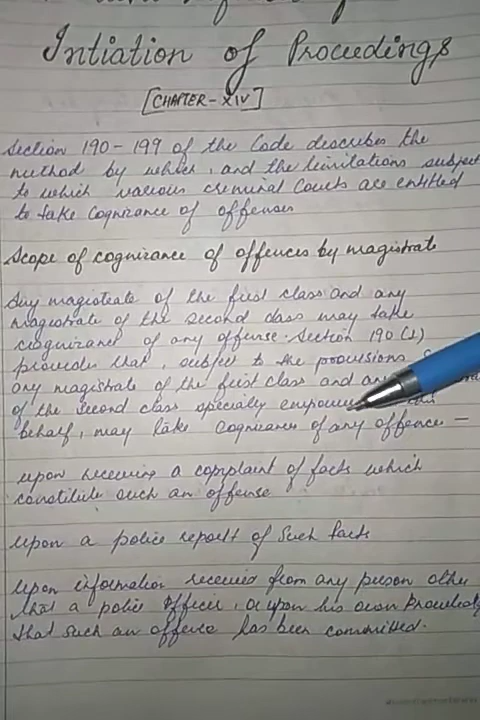 Intiation of Proceedings
[CHAPTER-XIV]
Section 190-199 of the Code describes the
method by which, and the limitations subject
to which various criminal Courts are entitled
to take Cognizance of offenses
Scope of cognizance of offences by magistrate
Any magistrate of the first class and any
magistrate of the second class may take
cognizance of any offense. Section 190(1)
provides that, subject to the provisions
any magistrate of the first class and any
of the second class specially empowered
behalf, may take Cognizance of any offence —
upon receiving a complaint of facts which
constitute such an offense
upon a police report of such facts
Upon information received from any person other
that a police officer, or upon his own
that such an offence has been committed.